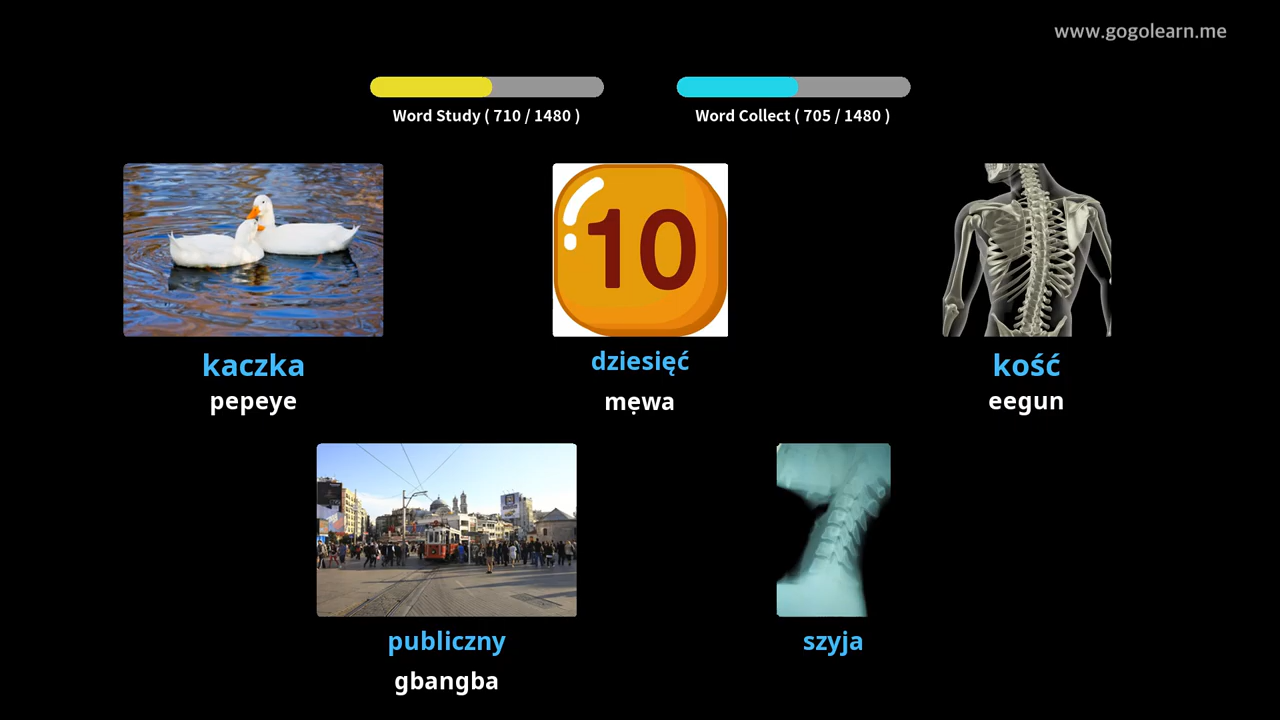 www.gogolearn.me
Word Study ( 710 / 1480 )
Word Collect ( 705 / 1480 )
10
kaczka
pepeye
dziesięć
mẹwa
kość
eegun
publiczny
gbangba
szyja